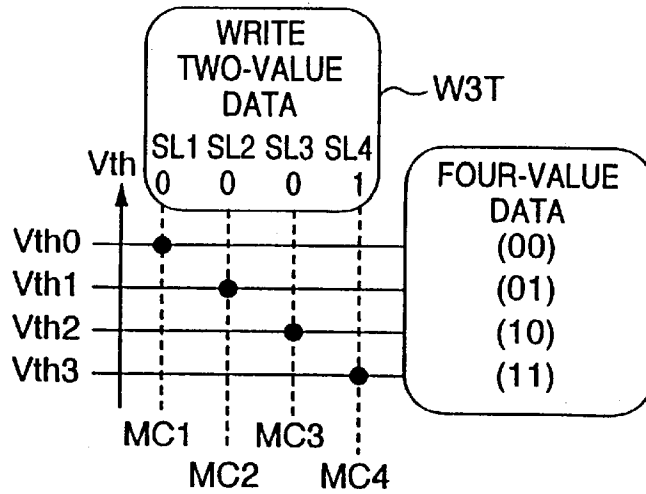 WRITE
TWO-VALUE
DATA
W3T
SL1 SL2 SL3 SL4
0 0 0 1
Vth
FOUR-VALUE
DATA
Vth0 (00)
Vth1 (01)
Vth2 (10)
Vth3 (11)
MC1 MC3
MC2 MC4